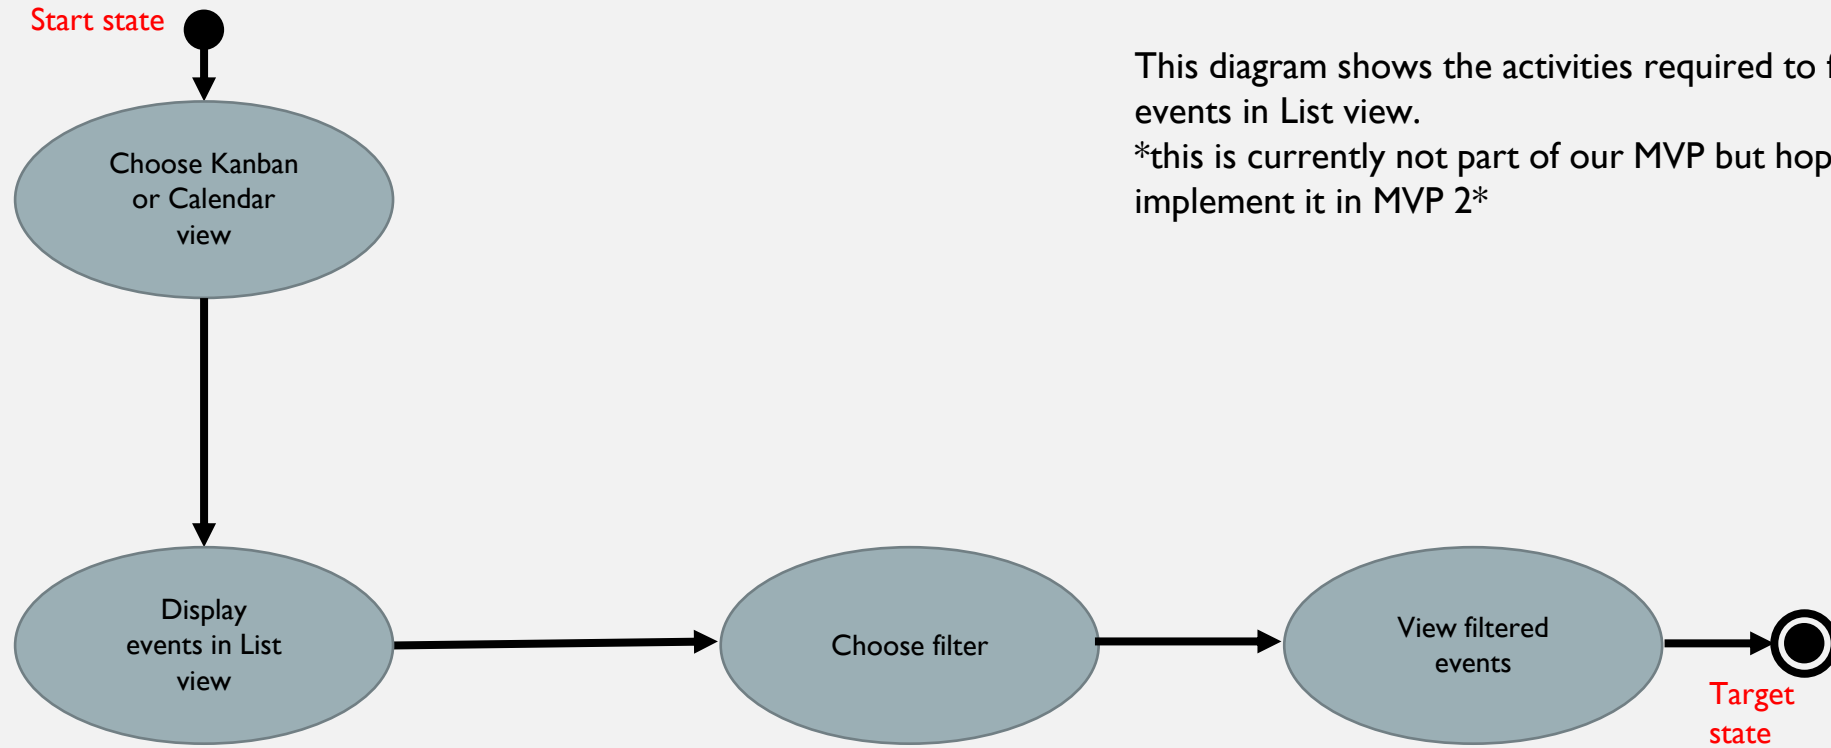 Start state
This diagram shows the activities required to
events in List view.
*this is currently not part of our MVP but
implement it in MVP 2*
Choose Kanban
or Calendar
view
Display
events in List
view
Choose filter
View filtered
events
Target
state